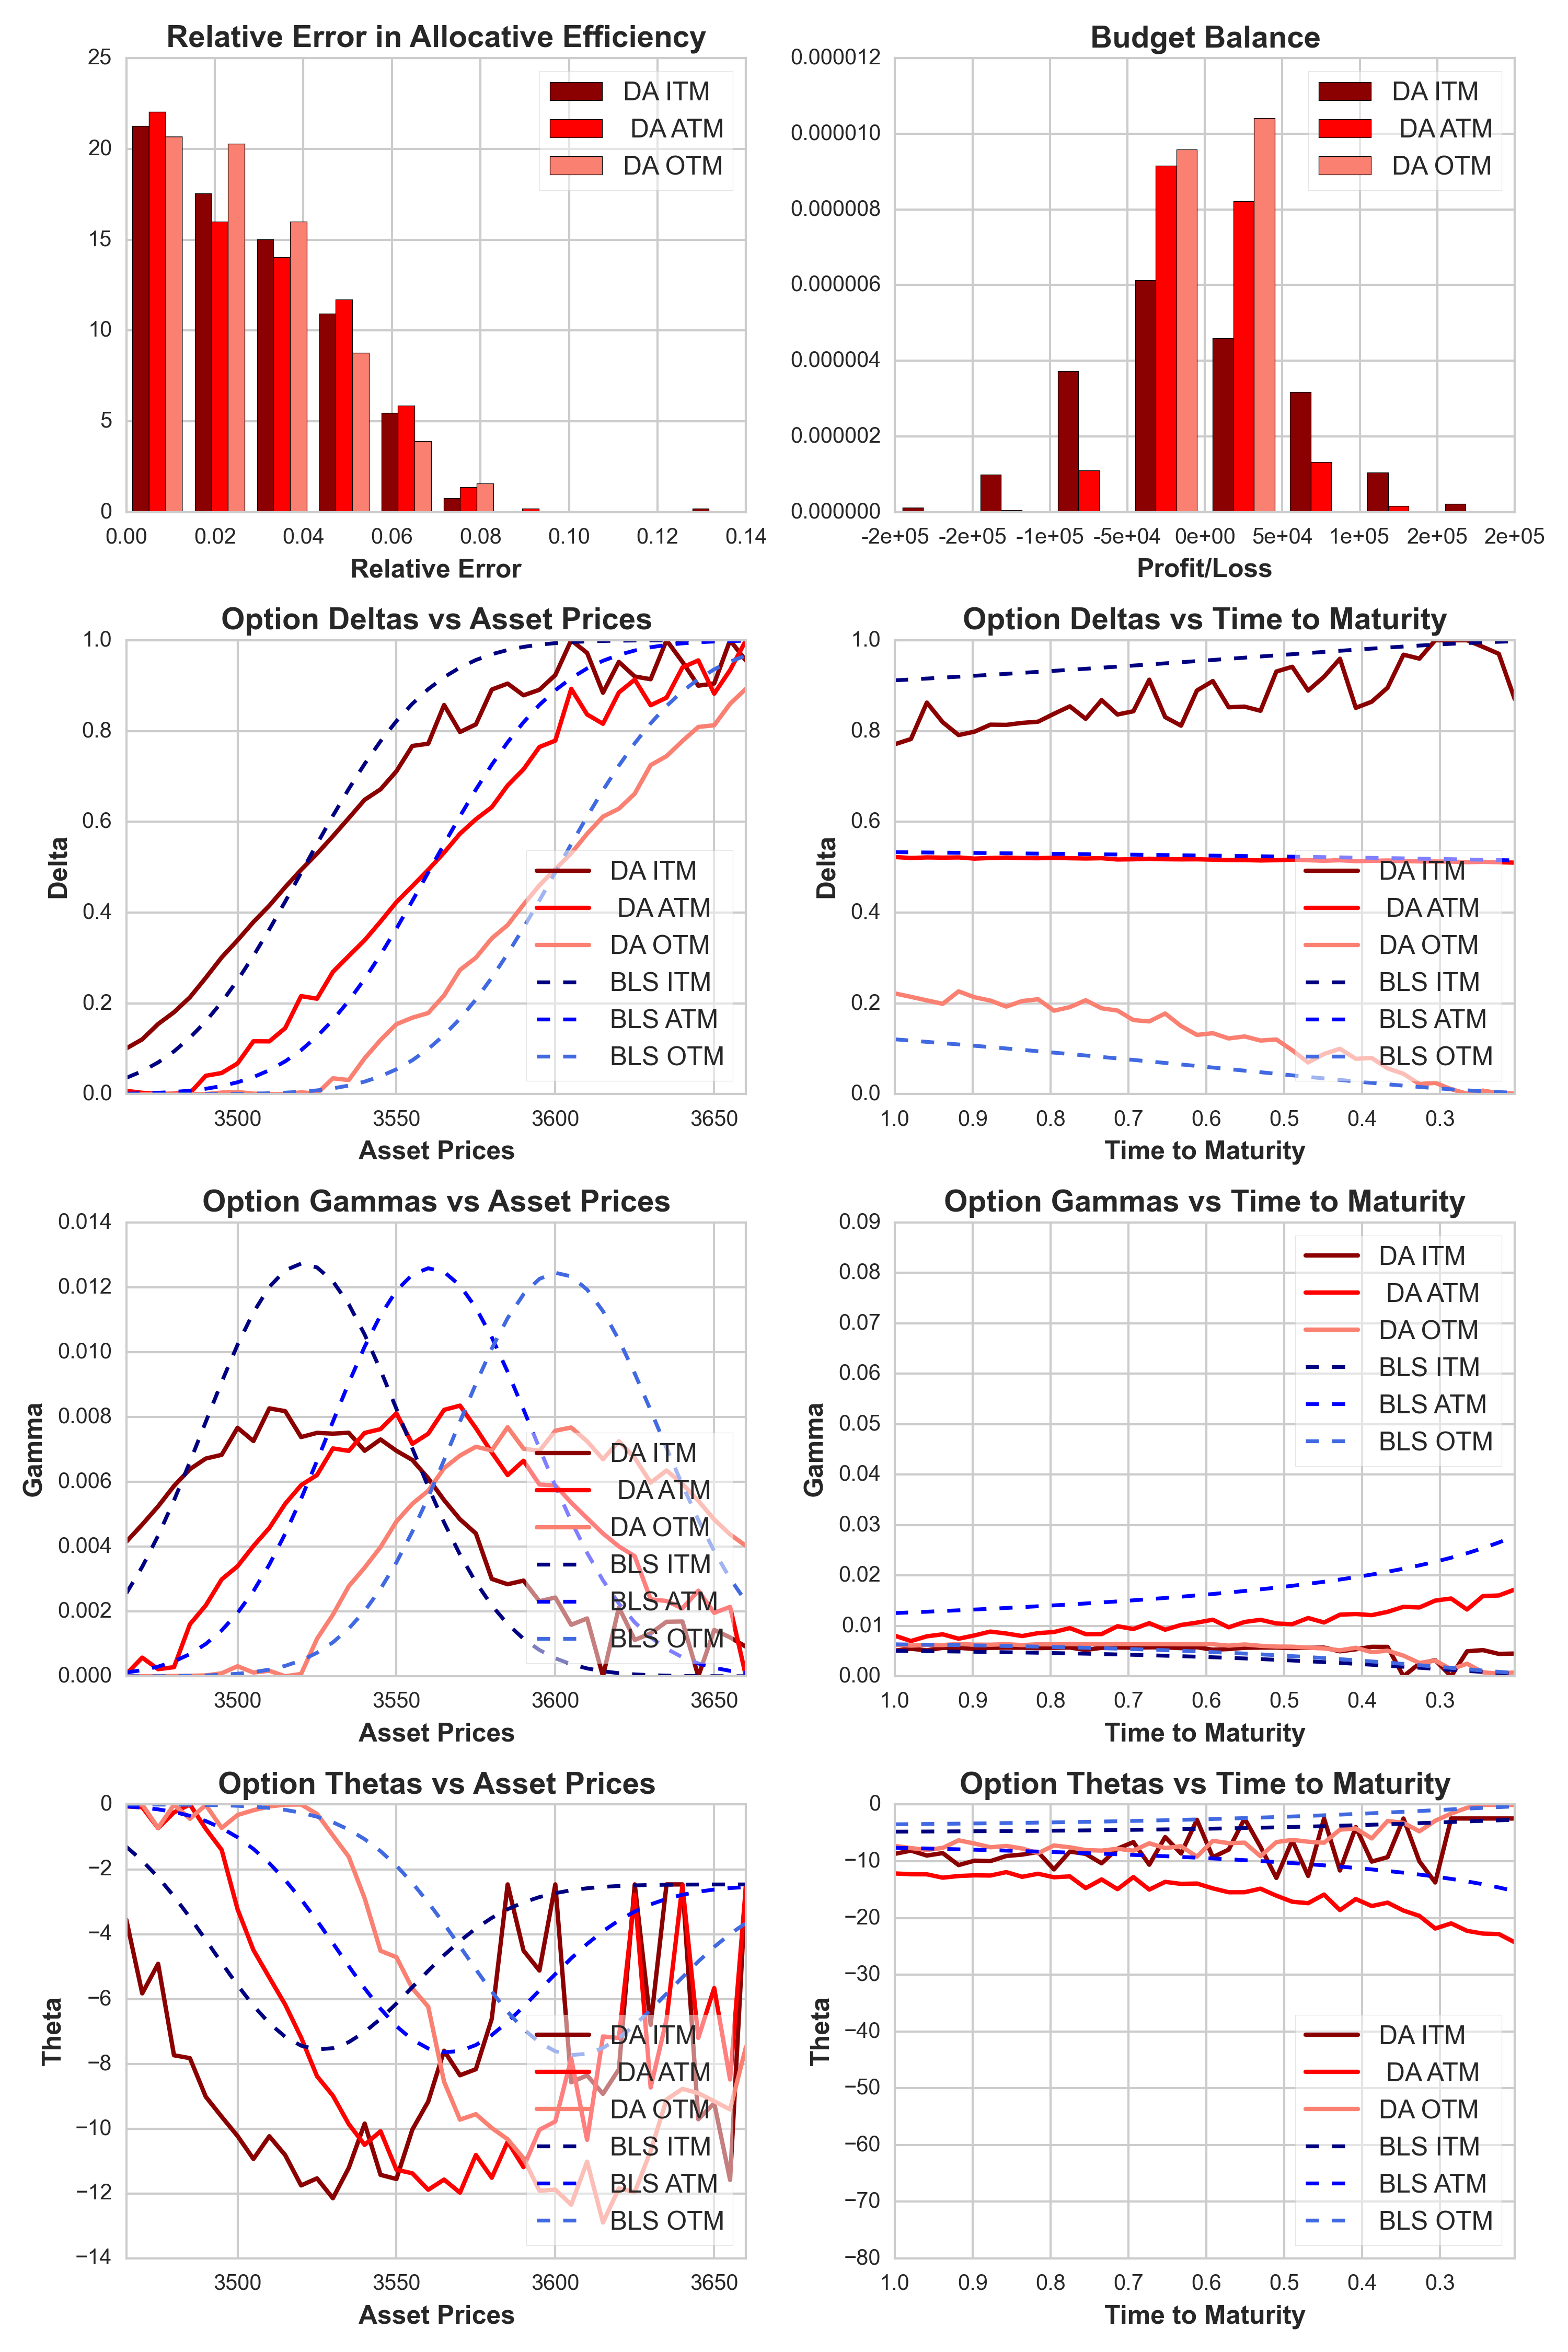 Relative Error in Allocative Efficiency
25
20
15
10
5
0
DA ITM
DA ATM
DA OTM
0.00 0.02 0.04 0.06 0.08 0.10 0.12 0.14
Relative Error
Budget Balance
0.000012
0.000010
0.000008
0.000006
0.000004
0.000002
0.000000
DA ITM
DA ATM
DA OTM
-2e+05 -2e+05 -1e+05 -5e+04 0e+00 5e+04 1e+05 2e+05 2e+05
Profit/Loss
Option Deltas vs Asset Prices
1.0
0.8
0.6
0.4
0.2
0.0
Delta
DA ITM
DA ATM
DA OTM
BLS ITM
BLS ATM
BLS OTM
3500 3550 3600 3650
Asset Prices
Option Deltas vs Time to Maturity
1.0
0.8
0.6
0.4
0.2
0.0
Delta
DA ITM
DA ATM
DA OTM
BLS ITM
BLS ATM
BLS OTM
1.0 0.9 0.8 0.7 0.6 0.5 0.4 0.3
Time to Maturity
Option Gammas vs Asset Prices
0.014
0.012
0.010
0.008
0.006
0.004
0.002
0.000
Gamma
DA ITM
DA ATM
DA OTM
BLS ITM
BLS ATM
BLS OTM
3500 3550 3600 3650
Asset Prices
Option Gammas vs Time to Maturity
0.09
0.08
0.07
0.06
0.05
0.04
0.03
0.02
0.01
0.00
Gamma
DA ITM
DA ATM
DA OTM
BLS ITM
BLS ATM
BLS OTM
1.0 0.9 0.8 0.7 0.6 0.5 0.4 0.3
Time to Maturity
Option Thetas vs Asset Prices
0
−2
−4
−6
−8
−10
−12
−14
Theta
DA ITM
DA ATM
DA OTM
BLS ITM
BLS ATM
BLS OTM
3500 3550 3600 3650
Asset Prices
Option Thetas vs Time to Maturity
0
−10
−20
−30
−40
−50
−60
−70
−80
Theta
DA ITM
DA ATM
DA OTM
BLS ITM
BLS ATM
BLS OTM
1.0 0.9 0.8 0.7 0.6 0.5 0.4 0.3
Time to Maturity